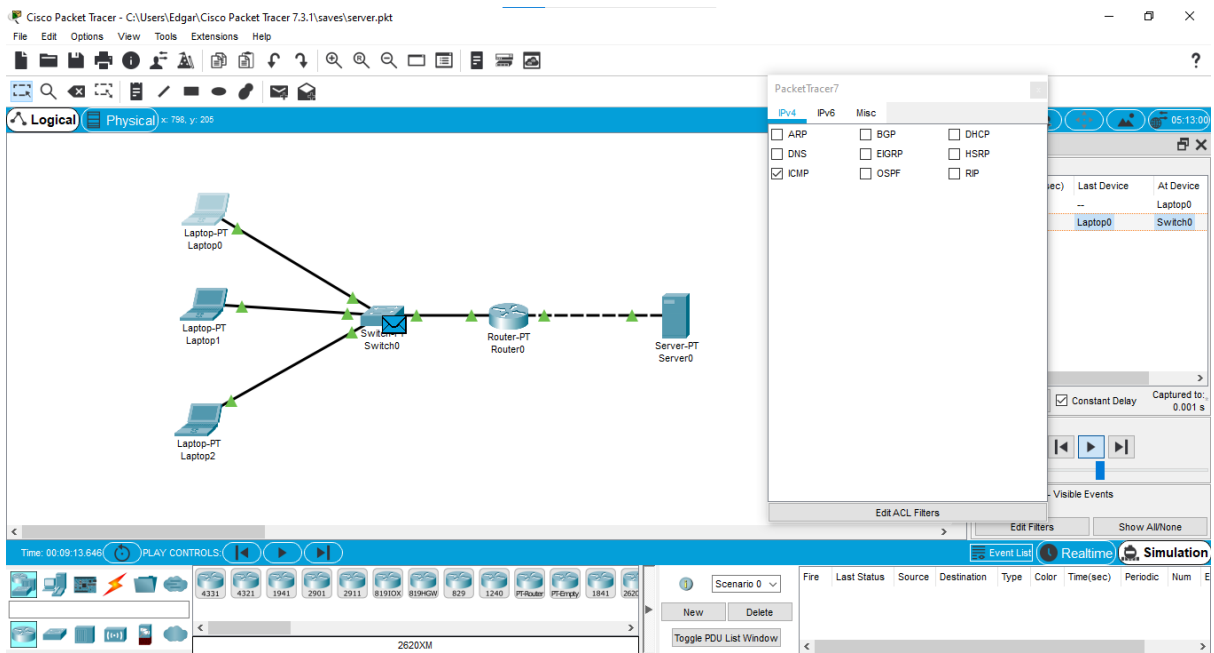 Cisco Packet Tracer - C:\Users\Edgar\Cisco Packet Tracer 7.3.1\saves\server.pkt
File Edit Options View Tools Extensions Help
?
Logical Physical x: 798, y: 205
05:13:00
PacketTracer7
IPv4 IPv6 Misc
ARP BGP DHCP
DNS EIGRP HSRP
ICMP OSPF RIP
Edit ACL Filters
sec) Last Device At Device
-- Laptop0
Laptop0 Switch0
Constant Delay Captured to:
0.001 s
- Visible Events
Edit Filters Show All/None
Laptop-PT
Laptop0
Laptop-PT
Laptop1
Laptop-PT
Laptop2
Switch0
Router-PT
Router0
Server-PT
Server0
Time: 00:09:13.646 PLAY CONTROLS:
Event List Realtime Simulation
4331 4321 1941 2901 2911 819IOX 819HGW 829 1240 PT-Router PT-Empty 1841 2620
2620XM
Scenario 0
New Delete
Toggle PDU List Window
Fire Last Status Source Destination Type Color Time(sec) Periodic Num E